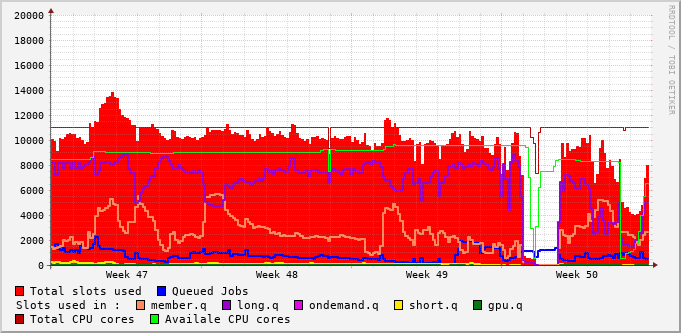 20000
18000
16000
14000
12000
10000
8000
6000
4000
2000
0
Week 47 Week 48 Week 49 Week 50
RRDTOOL / TOBI OETIKER
Total slots used Queued Jobs
Slots used in : member.q long.q ondemand.q short.q gpu.q
Total CPU cores Availale CPU cores